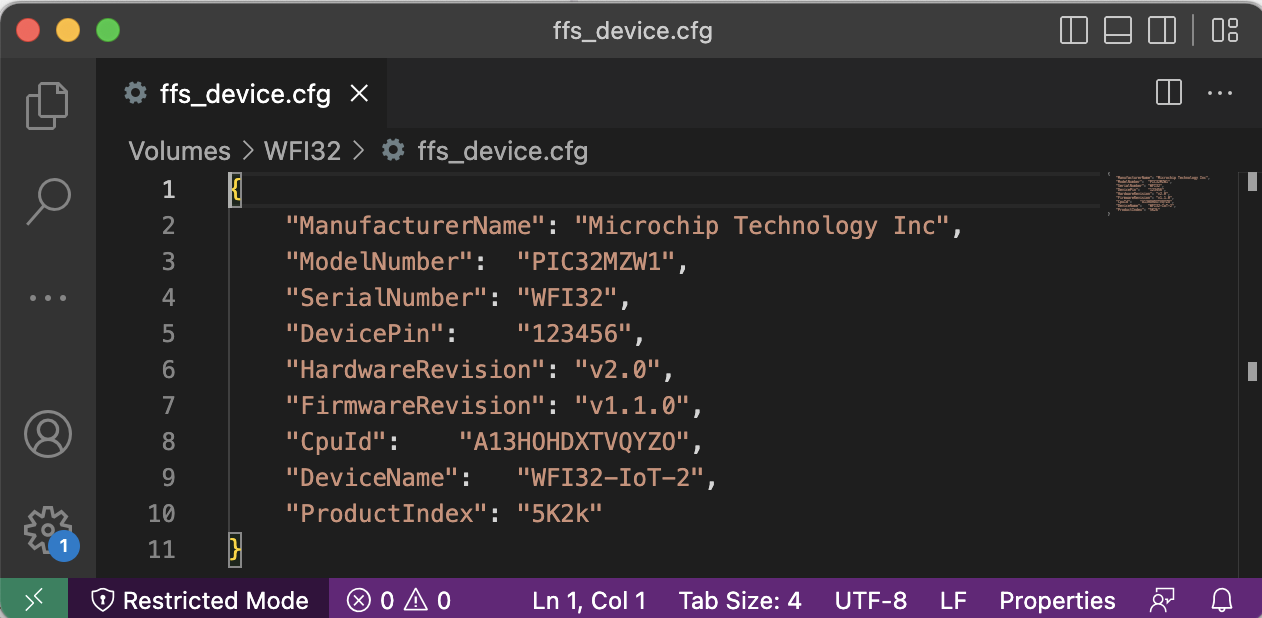 ffs_device.cfg
ffs_device.cfg
Volumes > WFI32 > ffs_device.cfg
1 {
2 "ManufacturerName": "Microchip Technology Inc",
3 "ModelNumber":  "PIC32MZW1",
4 "SerialNumber": "WFI32",
5 "DevicePin":    "123456",
6 "HardwareRevision": "v2.0",
7 "FirmwareRevision": "v1.1.0",
8 "CpuId":    "A13HOHDXTVQYZO",
9 "DeviceName":   "WFI32-IoT-2",
10 "ProductIndex": "5K2k"
11 }
1
Restricted Mode 0 0 Ln 1, Col 1 Tab Size: 4 UTF-8 LF Properties